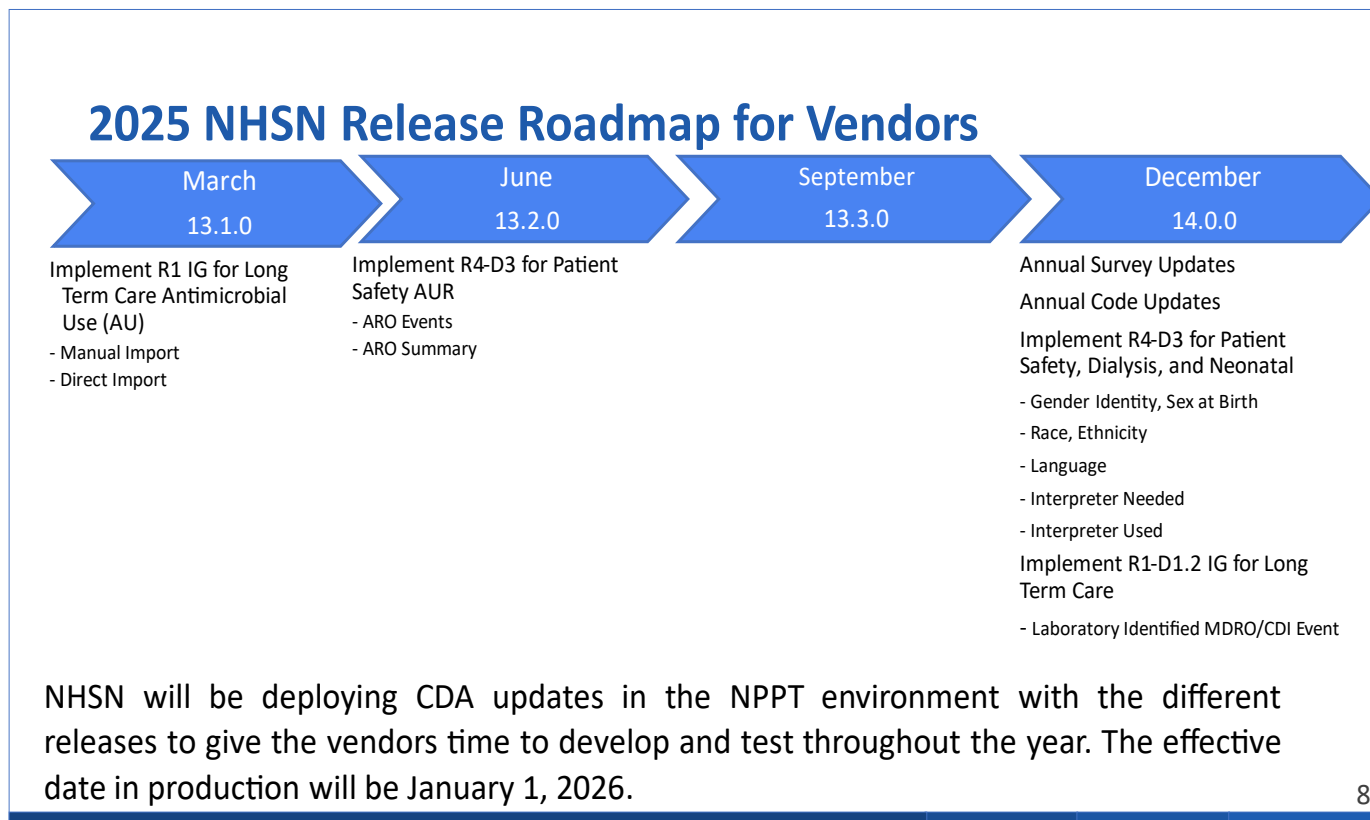 2025 NHSN Release Roadmap for Vendors
March
13.1.0
June
13.2.0
September
13.3.0
December
14.0.0
Implement R1 IG for Long
Term Care Antimicrobial
Use (AU)
- Manual Import
- Direct Import
Implement R4-D3 for Patient
Safety AUR
- ARO Events
- ARO Summary
Annual Survey Updates
Annual Code Updates
Implement R4-D3 for Patient
Safety, Dialysis, and Neonatal
- Gender Identity, Sex at Birth
- Race, Ethnicity
- Language
- Interpreter Needed
- Interpreter Used
Implement R1-D1.2 IG for Long
Term Care
- Laboratory Identified MDRO/CDI Event
NHSN will be deploying CDA updates in the NPPT environment with the different
releases to give the vendors time to develop and test throughout the year. The effective
date in production will be January 1, 2026.
8